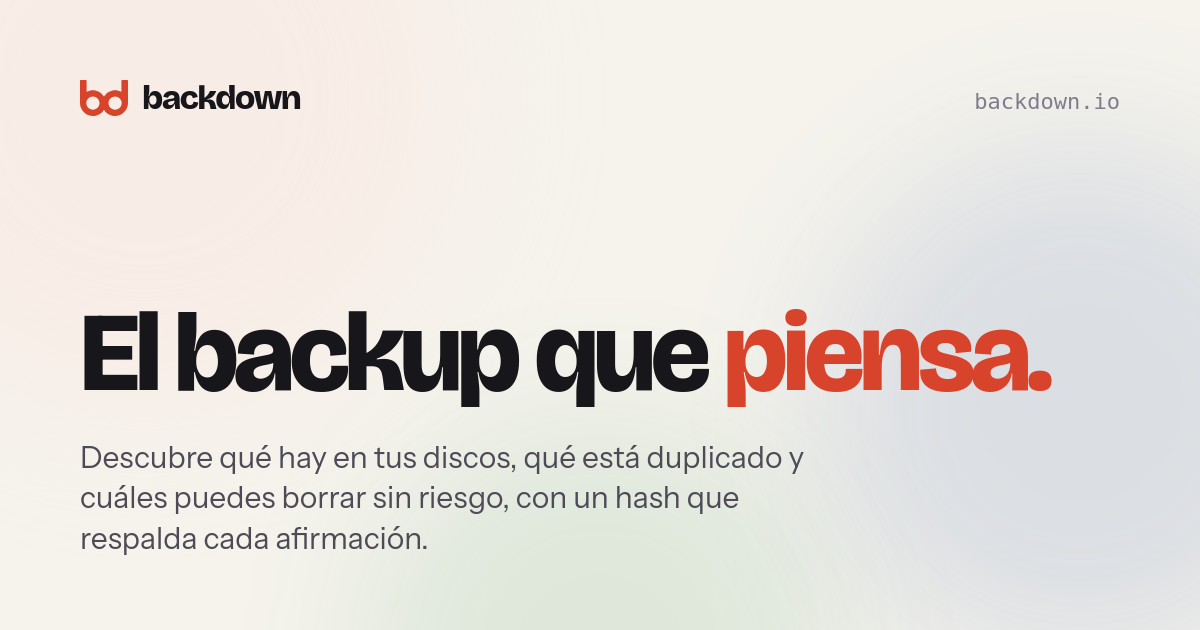 bd backdown
backdown.io
El backup que piensa.
Descubre qué hay en tus discos, qué está duplicado y
cuáles puedes borrar sin riesgo, con un hash que
respalda cada afirmación.